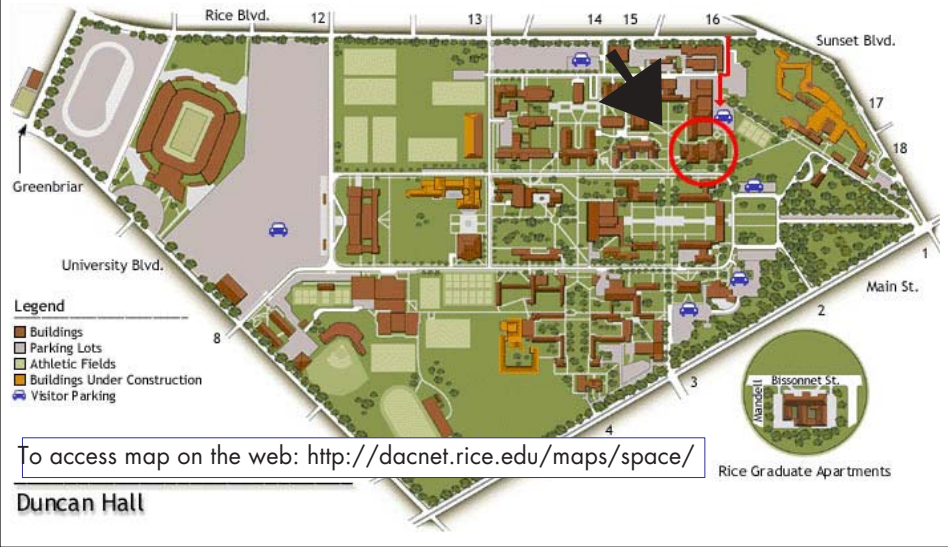 Rice Blvd.
12
13
14
15
16
Sunset Blvd.
17
18
Greenbriar
University Blvd.
1
Main St.
2
Legend
Buildings
Parking Lots
Athletic Fields
Buildings Under Construction
Visitor Parking
8
3
4
Bissonnet St.
Mandell
Rice Graduate Apartments
To access map on the web: http://dacnet.rice.edu/maps/space/
Duncan Hall